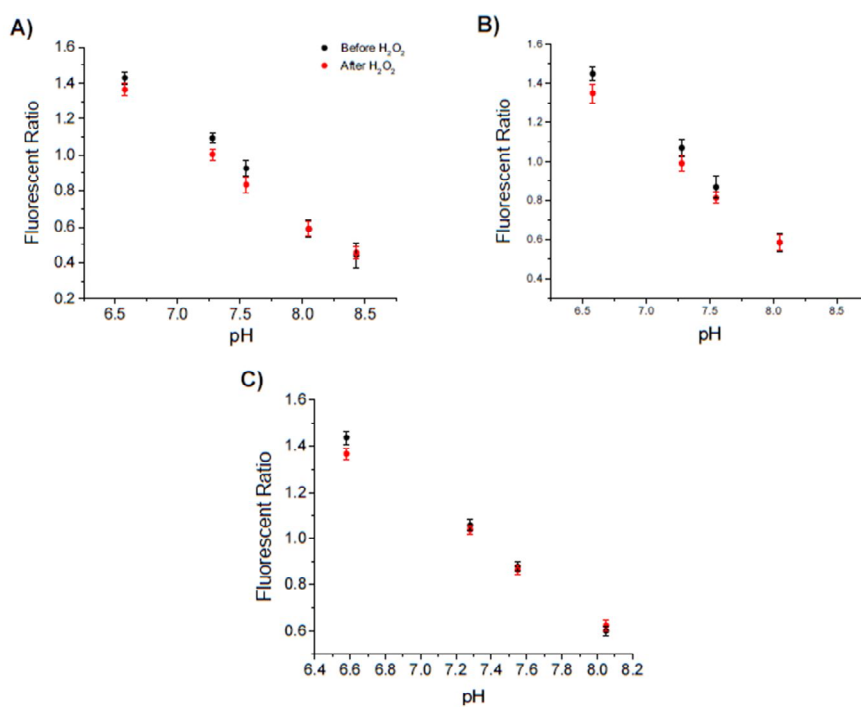 A)
Before H₂O₂
After H₂O₂
Fluorescent Ratio
1.6
1.4
1.2
1.0
0.8
0.6
0.4
0.2
6.5 7.0 7.5 8.0 8.5
pH
B)
Fluorescent Ratio
1.6
1.4
1.2
1.0
0.8
0.6
0.4
6.5 7.0 7.5 8.0 8.5
pH
C)
Fluorescent Ratio
1.6
1.4
1.2
1.0
0.8
0.6
6.4 6.6 6.8 7.0 7.2 7.4 7.6 7.8 8.0 8.2
pH